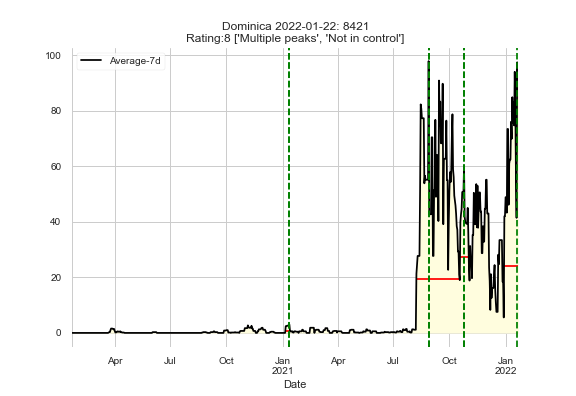 Dominica 2022-01-22: 8421
Rating:8 ['Multiple peaks', 'Not in control']
100
Average-7d
80
60
40
20
0
Apr Jul Oct Jan Apr Jul Oct Jan
2021 2022
Date